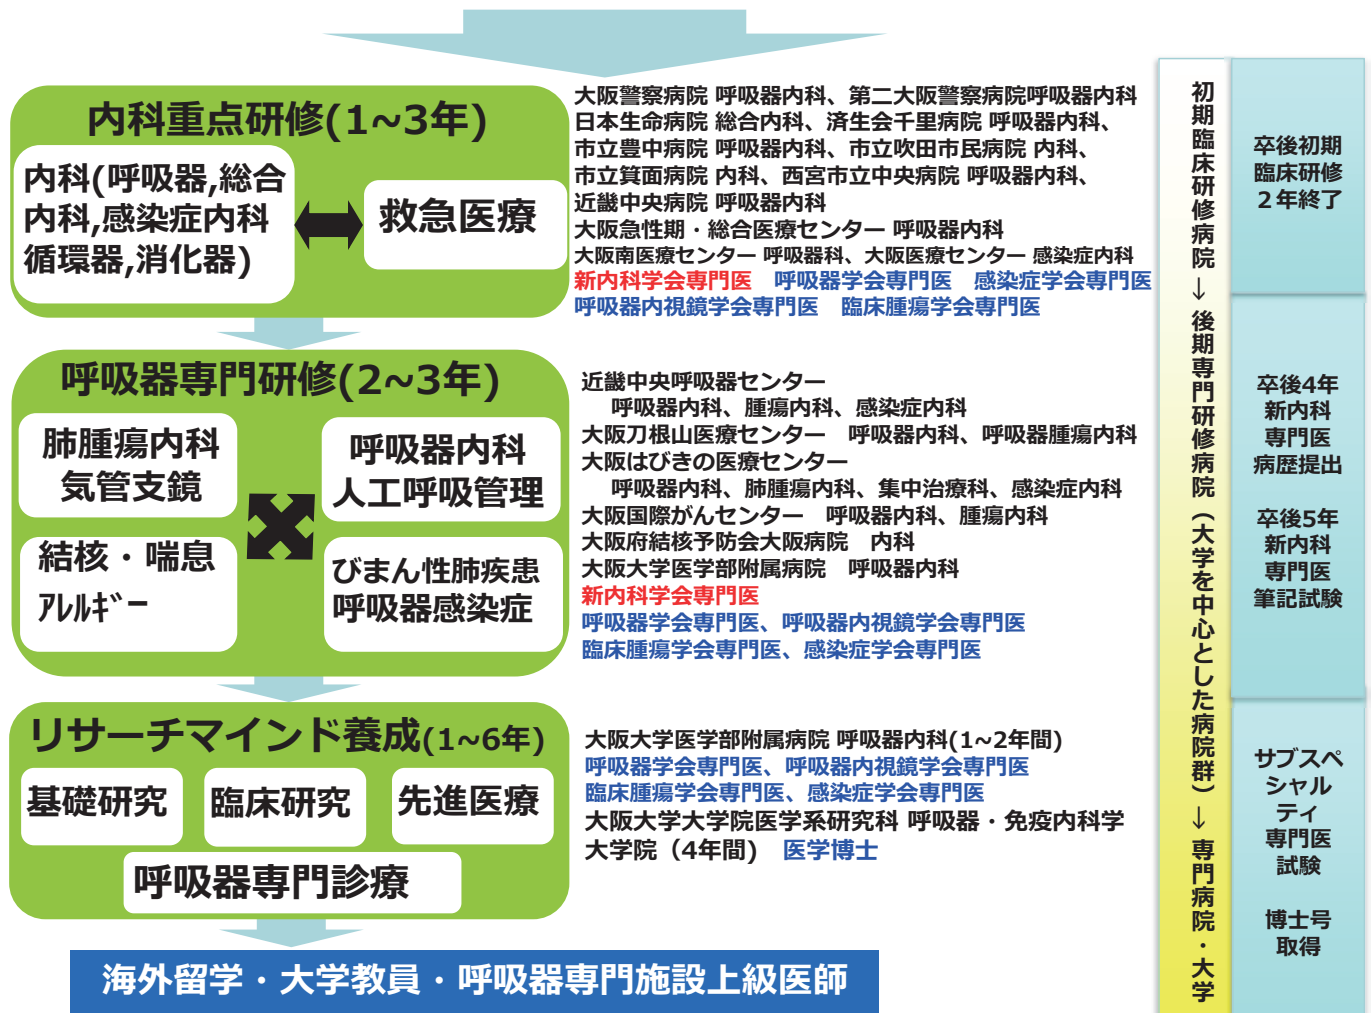 内科重点研修(1~3年)
内科(呼吸器,総合
内科,感染症内科
循環器,消化器)
救急医療
大阪警察病院 呼吸器内科、第二大阪警察病院呼吸器内科
日本生命病院 総合内科、済生会千里病院 呼吸器内科、
市立豊中病院 呼吸器内科、市立吹田市民病院 内科、
市立箕面病院 内科、西宮市立中央病院 呼吸器内科、
近畿中央病院 呼吸器内科
大阪急性期・総合医療センター 呼吸器内科
大阪南医療センター 呼吸器科、大阪医療センター 感染症内科
新内科学会専門医　呼吸器学会専門医　感染症学会専門医
呼吸器内視鏡学会専門医　臨床腫瘍学会専門医
呼吸器専門研修(2~3年)
肺腫瘍内科
気管支鏡
呼吸器内科
人工呼吸管理
結核・喘息
ｱﾚﾙｷﾞｰ
びまん性肺疾患
呼吸器感染症
近畿中央呼吸器センター
呼吸器内科、腫瘍内科、感染症内科
大阪刀根山医療センター　呼吸器内科、呼吸器腫瘍内科
大阪はびきの医療センター
呼吸器内科、肺腫瘍内科、集中治療科、感染症内科
大阪国際がんセンター　呼吸器内科、腫瘍内科
大阪府結核予防会大阪病院　内科
大阪大学医学部附属病院　呼吸器内科
新内科学会専門医
呼吸器学会専門医、呼吸器内視鏡学会専門医
臨床腫瘍学会専門医、感染症学会専門医
リサーチマインド養成(1~6年)
基礎研究
臨床研究
先進医療
呼吸器専門診療
大阪大学医学部附属病院 呼吸器内科(1~2年間)
呼吸器学会専門医、呼吸器内視鏡学会専門医
臨床腫瘍学会専門医、感染症学会専門医
大阪大学大学院医学系研究科 呼吸器・免疫内科学
大学院（4年間)　医学博士
海外留学・大学教員・呼吸器専門施設上級医師
初期臨床研修病院→後期専門研修病院（大学を中心とした病院群）→専門病院・大学
卒後初期
臨床研修
２年終了
卒後4年
新内科
専門医
病歴提出
卒後5年
新内科
専門医
筆記試験
サブスペ
シャル
ティ
専門医
試験
博士号
取得